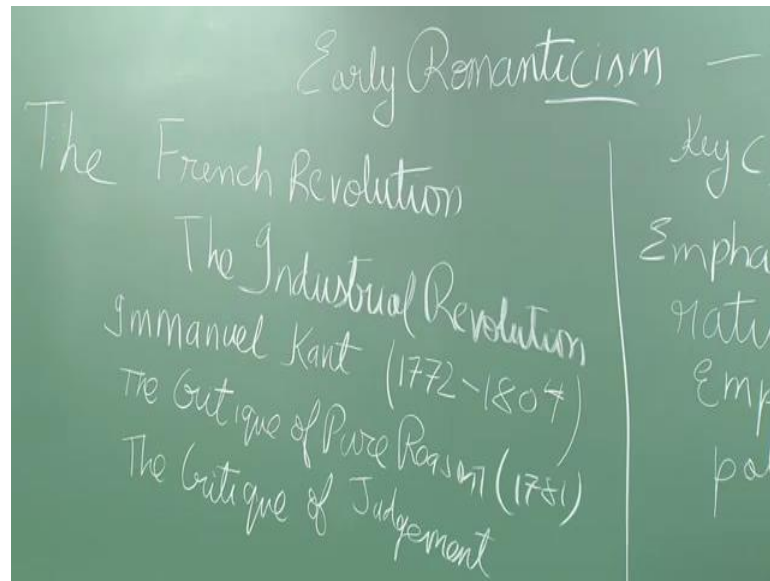 Early Romanticism —
The French Revolution
The Industrial Revolution
Immanuel Kant (1772-1804)
The Critique of Pure Reason (1781)
The Critique of Judgement
Key C
Empha
natu
Emp